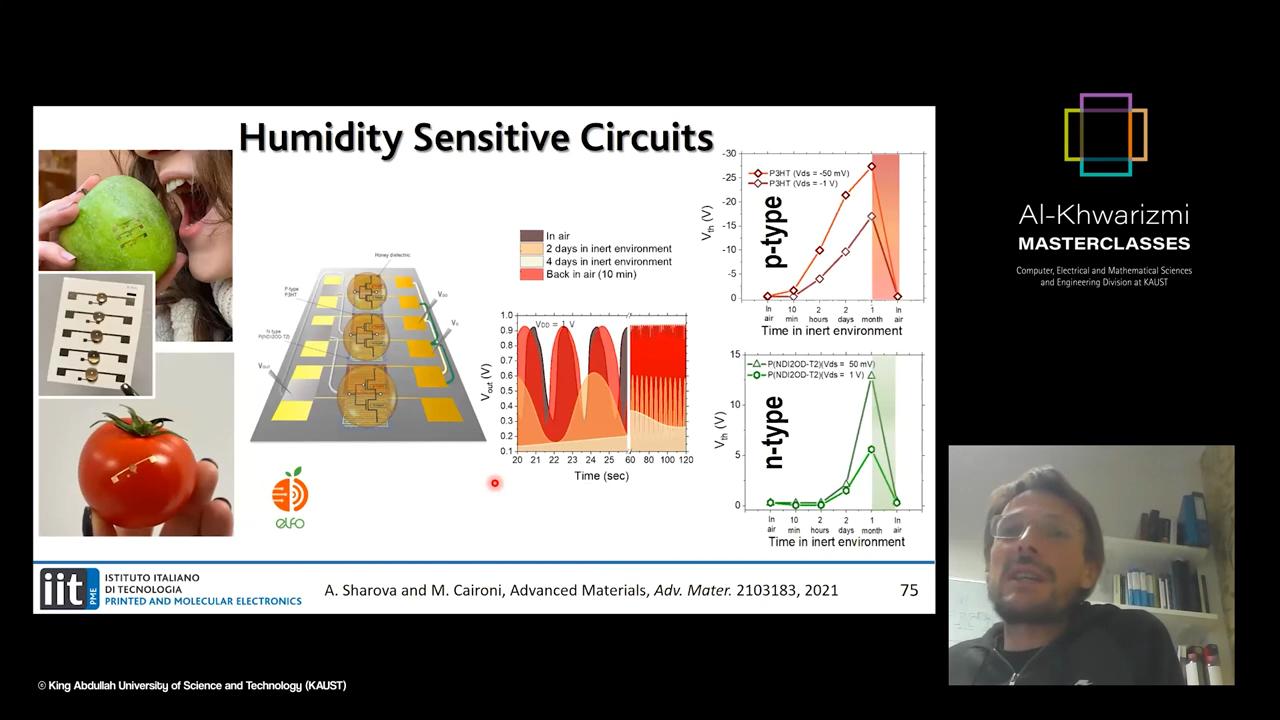 Humidity Sensitive Circuits
Honey dielectric
P-type
P3HT
N type
P(NDI2OD-T2)
VOUT
VDD
In air
2 days in inert environment
4 days in inert environment
Back in air (10 min)
VDD = 1 V
Vout (V)
1.0
0.9
0.8
0.7
0.6
0.5
0.4
0.3
0.2
0.1
20 21 22 23 24 25 60 80 100 120
Time (sec)
elfo
-30
-25
-20
-15
-10
-5
0
Vth (V)
P3HT (Vds = -50 mV)
P3HT (Vds = -1 V)
p-type
In air 10 min 2 hours 2 days 1 month In air
Time in inert environment
15
10
5
0
Vth (V)
P(NDI2OD-T2)(Vds = 50 mV)
P(NDI2OD-T2)(Vds = 1 V)
n-type
In air 10 min 2 hours 2 days 1 month In air
Time in inert environment
iit PME
ISTITUTO ITALIANO
DI TECNOLOGIA
PRINTED AND MOLECULAR ELECTRONICS
A. Sharova and M. Caironi, Advanced Materials, Adv. Mater. 2103183, 2021
75
Al-Khwarizmi
MASTERCLASSES
Computer, Electrical and Mathematical Sciences
and Engineering Division at KAUST
© King Abdullah University of Science and Technology (KAUST)